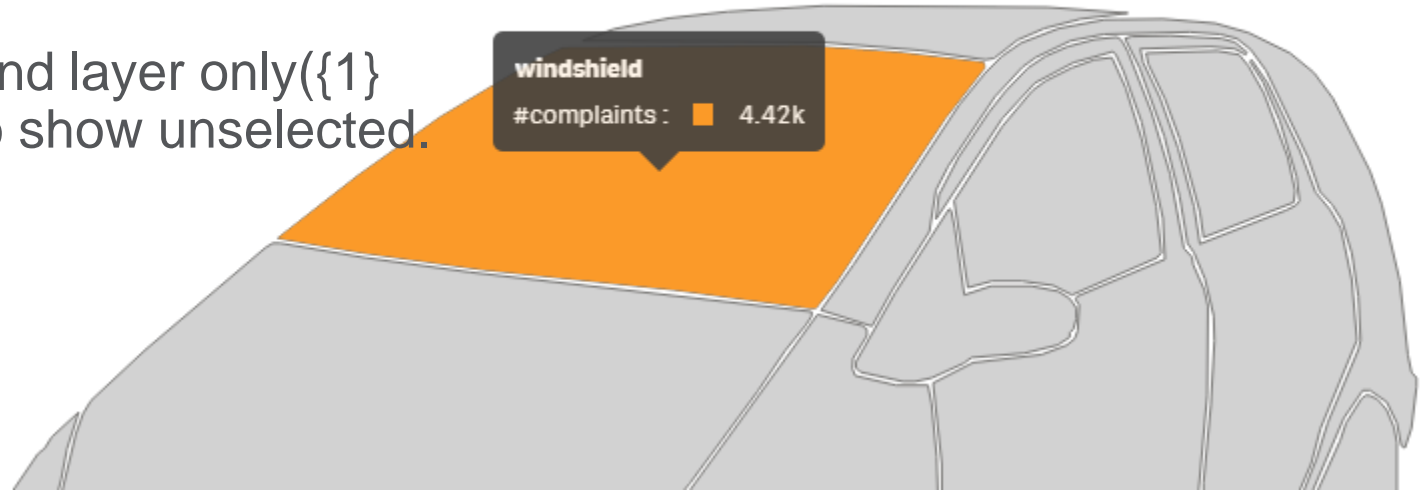 nd layer only({1}
show unselected.
windshield
#complaints : 4.42k